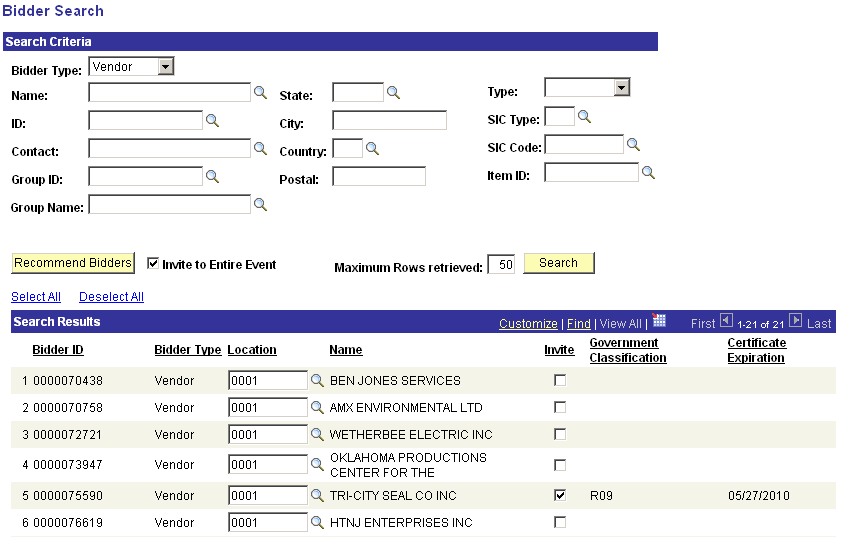 Bidder Search
Search Criteria
Bidder Type: Vendor
Name: State: Type:
ID: City: SIC Type:
Contact: Country: SIC Code:
Group ID: Postal: Item ID:
Group Name:
Recommend Bidders Invite to Entire Event Maximum Rows retrieved: 50 Search
Select All Deselect All
Search Results Customize | Find | View All | First 1-21 of 21 Last
Bidder ID Bidder Type Location Name Invite Government Classification Certificate Expiration
1 0000070438 Vendor 0001 BEN JONES SERVICES
2 0000070758 Vendor 0001 AMX ENVIRONMENTAL LTD
3 0000072721 Vendor 0001 WETHERBEE ELECTRIC INC
4 0000073947 Vendor 0001 OKLAHOMA PRODUCTIONS CENTER FOR THE
5 0000075590 Vendor 0001 TRI-CITY SEAL CO INC R09 05/27/2010
6 0000076619 Vendor 0001 HTNJ ENTERPRISES INC